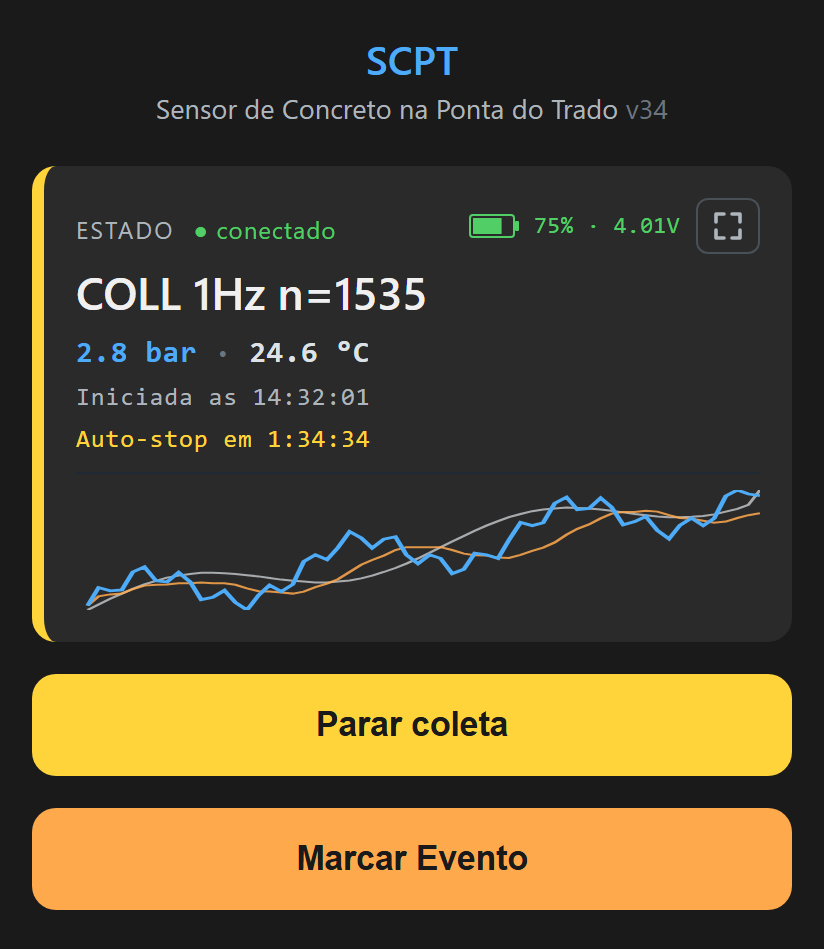 SCPT
Sensor de Concreto na Ponta do Trado v34
ESTADO ● conectado 75% · 4.01V
COLL 1Hz n=1535
2.8 bar · 24.6 °C
Iniciada as 14:32:01
Auto-stop em 1:34:34
Parar coleta
Marcar Evento